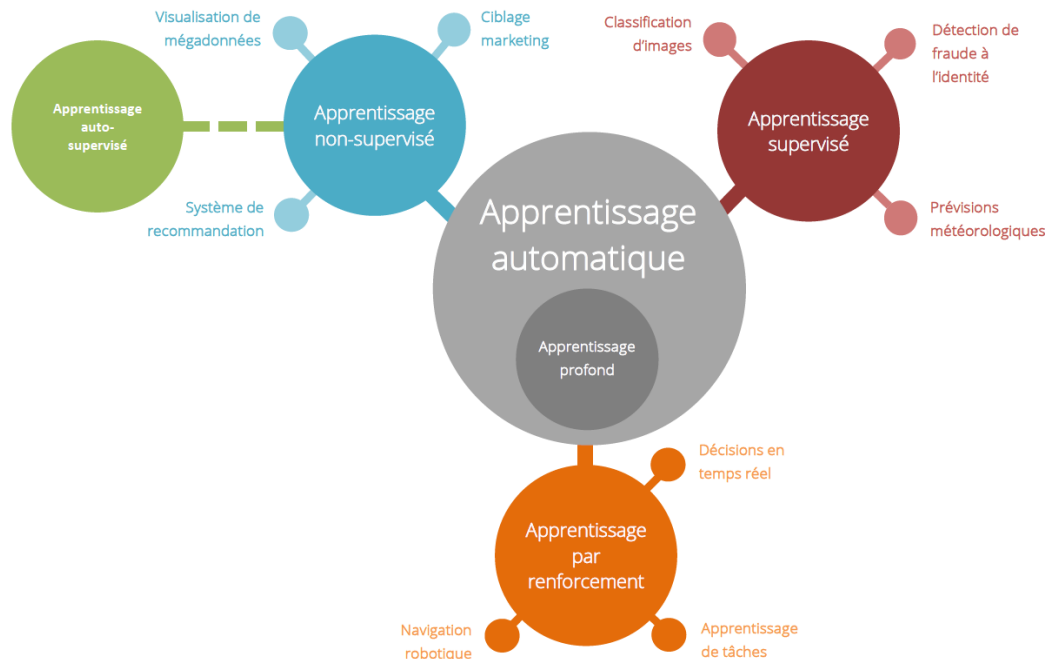 Visualisation de
mégadonnées
Ciblage
marketing
Classification
d'images
Détection de
fraude à
l'identité
Apprentissage
auto-
supervisé
Apprentissage
non-supervisé
Apprentissage
supervisé
Système de
recommandation
Prévisions
météorologiques
Apprentissage
automatique
Apprentissage
profond
Décisions en
temps réel
Apprentissage
par
renforcement
Navigation
robotique
Apprentissage
de tâches